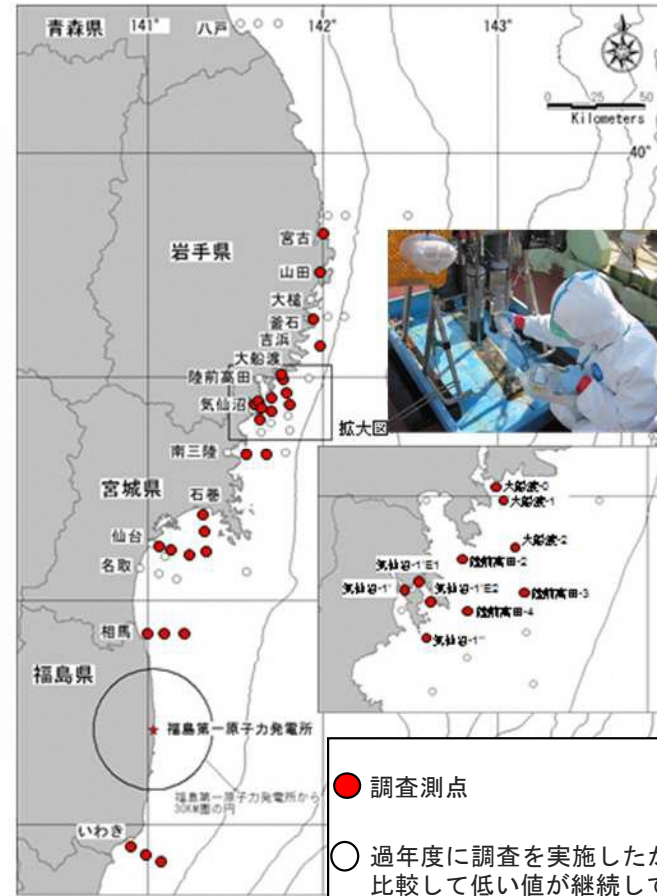 青森県
141°
八戸
142°
143°
0 25 50
Kilometers
40°
宮古
岩手県
山田
大槌
釜石
吉浜
大船渡
陸前高田
気仙沼
拡大図
南三陸
宮城県
石巻
仙台
名取
相馬
福島県
福島第一原子力発電所
福島第一原子力発電所から
30KM圏の円
いわき
大船渡-0
大船渡-1
大船渡-2
陸前高田-2
気仙沼-1'E1
気仙沼-1'
気仙沼-1'E2
陸前高田-3
陸前高田-4
気仙沼-1''
調査測点
過年度に調査を実施したが
比較して低い値が継続して